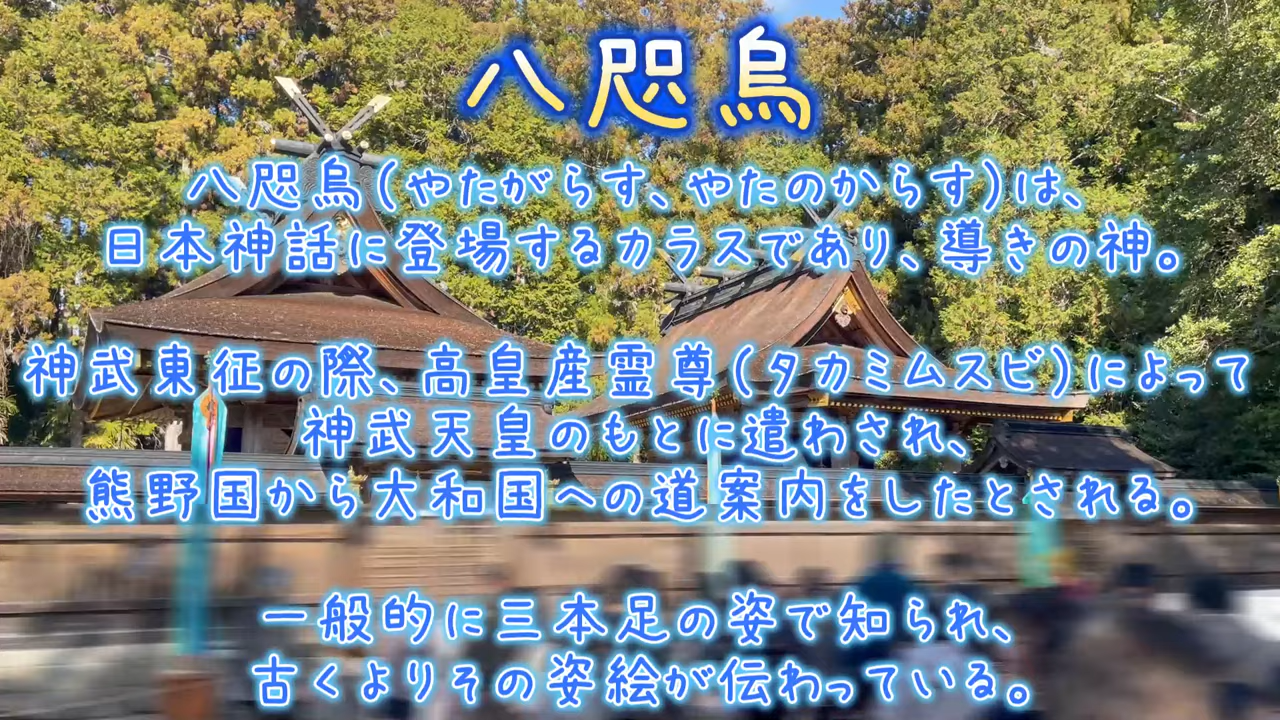 八咫烏
八咫烏(やたがらす、やたのからす)は、
日本神話に登場するカラスであり、導きの神。
神武東征の際、高皇産霊尊(タカミムスビ)によって
神武天皇のもとに遣わされ、
熊野国から大和国への道案内をしたとされる。
一般的に三本足の姿で知られ、
古くよりその姿絵が伝わっている。